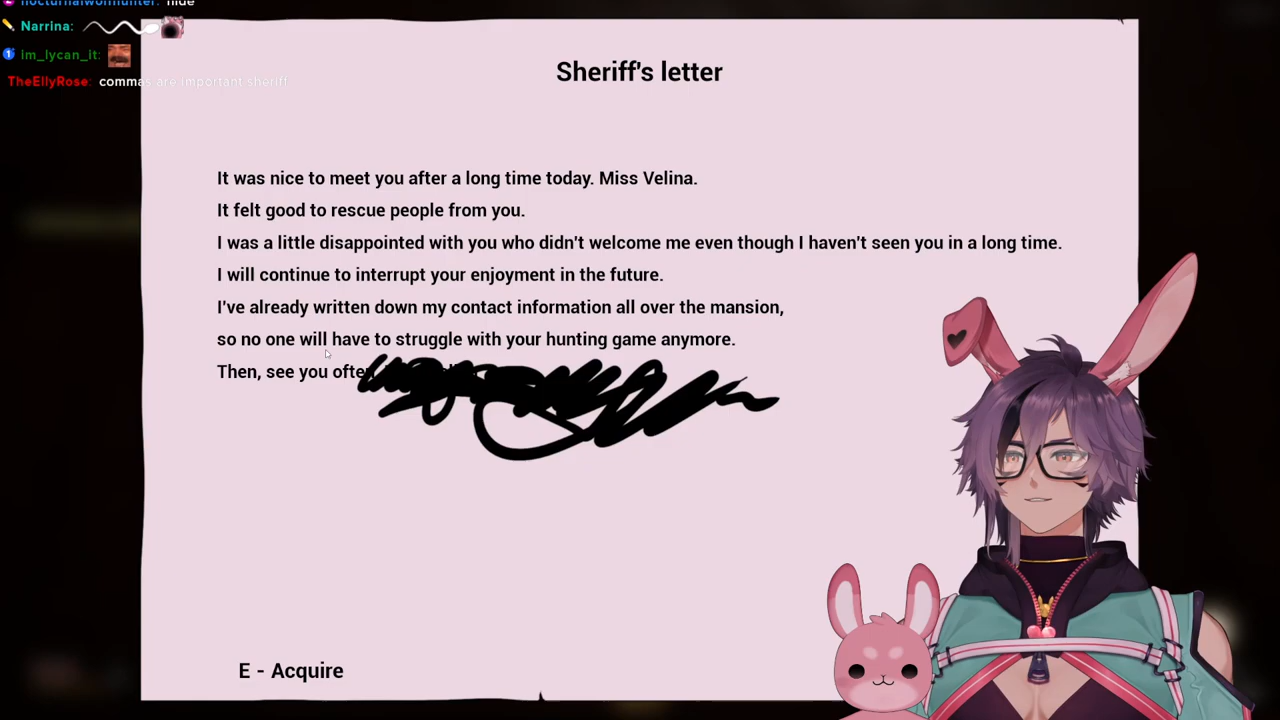 nocturnalwolfhunter: hide
Narrina:
im_lycan_it:
TheEllyRose: commas are important sheriff
Sheriff's letter
It was nice to meet you after a long time today. Miss Velina.
It felt good to rescue people from you.
I was a little disappointed with you who didn't welcome me even though I haven't seen you in a long time.
I will continue to interrupt your enjoyment in the future.
I've already written down my contact information all over the mansion,
so no one will have to struggle with your hunting game anymore.
Then, see you often
E - Acquire